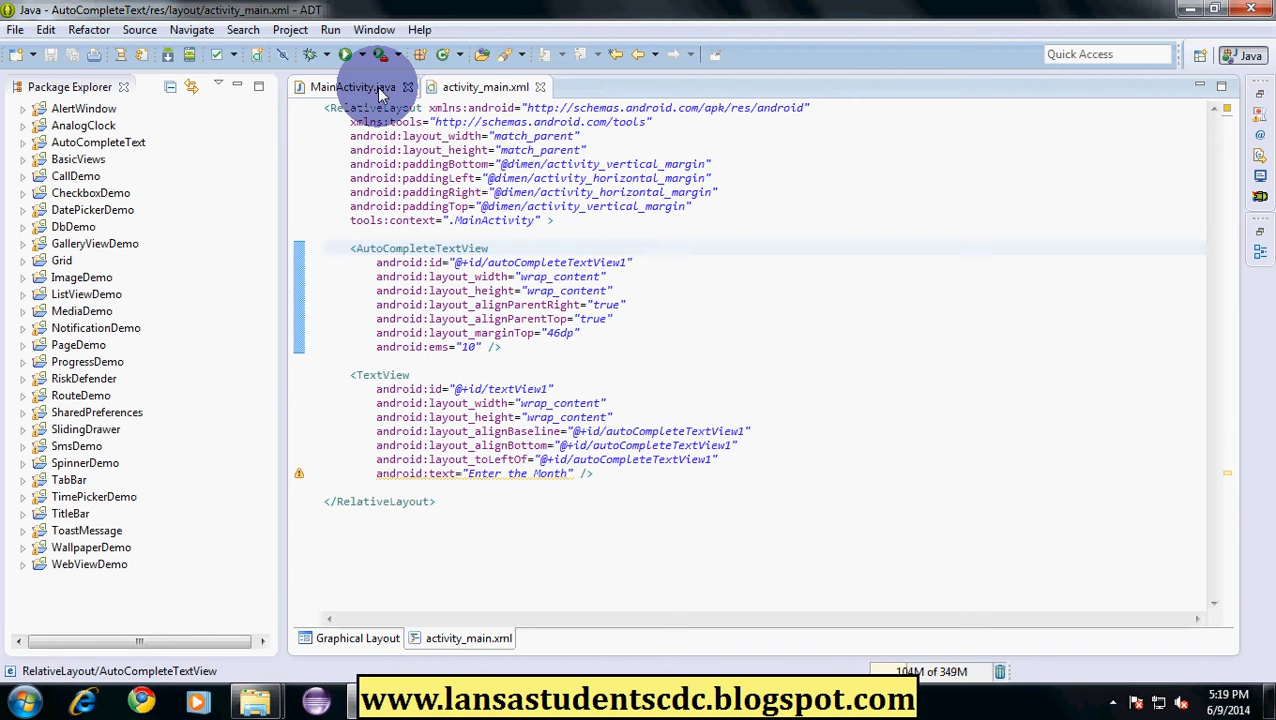 Java - AutoCompleteText/res/layout/activity_main.xml - ADT
File Edit Refactor Source Navigate Search Project Run Window Help
Quick Access
Java
Package Explorer
MainActivity.java
activity_main.xml
AlertWindow
AnalogClock
AutoCompleteText
BasicViews
CallDemo
CheckboxDemo
DatePickerDemo
DbDemo
GalleryViewDemo
Grid
ImageDemo
ListViewDemo
MediaDemo
NotificationDemo
PageDemo
ProgressDemo
RiskDefender
RouteDemo
SharedPreferences
SlidingDrawer
SmsDemo
SpinnerDemo
TabBar
TimePickerDemo
TitleBar
ToastMessage
WallpaperDemo
WebViewDemo
<RelativeLayout xmlns:android="http://schemas.android.com/apk/res/android"
xmlns:tools="http://schemas.android.com/tools"
android:layout_width="match_parent"
android:layout_height="match_parent"
android:paddingBottom="@dimen/activity_vertical_margin"
android:paddingLeft="@dimen/activity_horizontal_margin"
android:paddingRight="@dimen/activity_horizontal_margin"
android:paddingTop="@dimen/activity_vertical_margin"
tools:context=".MainActivity" >
<AutoCompleteTextView
android:id="@+id/autoCompleteTextView1"
android:layout_width="wrap_content"
android:layout_height="wrap_content"
android:layout_alignParentRight="true"
android:layout_alignParentTop="true"
android:layout_marginTop="46dp"
android:ems="10" />
<TextView
android:id="@+id/textView1"
android:layout_width="wrap_content"
android:layout_height="wrap_content"
android:layout_alignBaseline="@+id/autoCompleteTextView1"
android:layout_alignBottom="@+id/autoCompleteTextView1"
android:layout_toLeftOf="@+id/autoCompleteTextView1"
android:text="Enter the Month" />
</RelativeLayout>
Graphical Layout
activity_main.xml
RelativeLayout/AutoCompleteTextView
104M of 349M
www.lansastudentscdc.blogspot.com
5:19 PM
6/9/2014